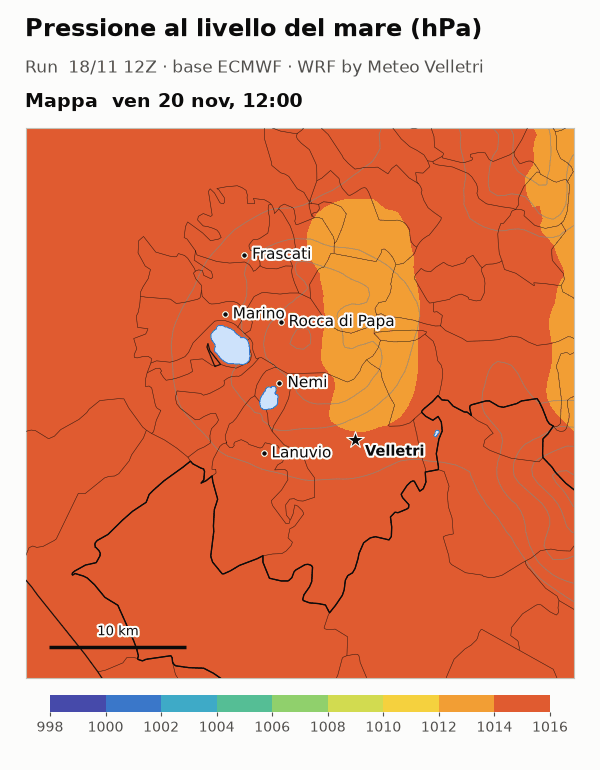 Pressione al livello del mare (hPa)
Run  18/11 12Z · base ECMWF · WRF by Meteo Velletri
Mappa  ven 20 nov, 12:00
Frascati
Marino
Rocca di Papa
Nemi
Velletri
Lanuvio
10 km
998 1000 1002 1004 1006 1008 1010 1012 1014 1016